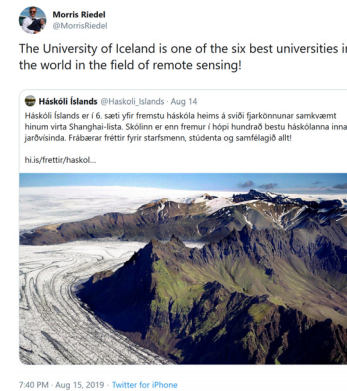 Morris Riedel
@MorrisRiedel
The University of Iceland is one of the six best universities i
the world in the field of remote sensing!
Háskóli Íslands @Haskoli_Islands · Aug 14
Háskóli Íslands er í 6. sæti yfir fremstu háskóla heims á sviði fjarkönnunar samkvæmt
hinum virta Shanghai-lista. Skólinn er enn fremur í hópi hundrað bestu háskólanna inna
jarðvísinda. Frábærar fréttir fyrir starfsmenn, stúdenta og samfélagið allt!
hi.is/frettir/haskol...
7:40 PM · Aug 15, 2019 · Twitter for iPhone